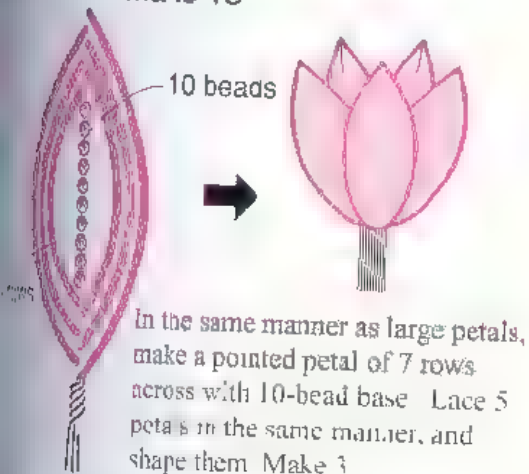 10 beads
In the same manner as large petals,
make a pointed petal of 7 rows
across with 10-bead base Lace 5
petals in the same manner, and
shape them Make 3